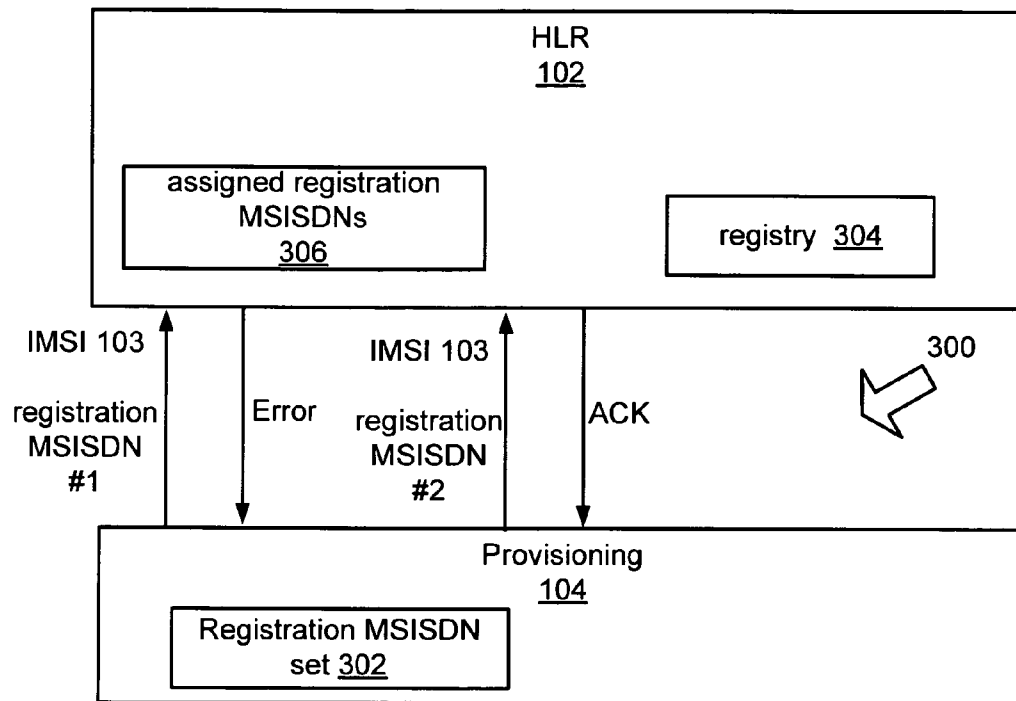 HLR
102
assigned registration
MSISDNs
306
registry 304
IMSI 103
registration
MSISDN
#1
Error
IMSI 103
registration
MSISDN
#2
ACK
300
Provisioning
104
Registration MSISDN
set 302